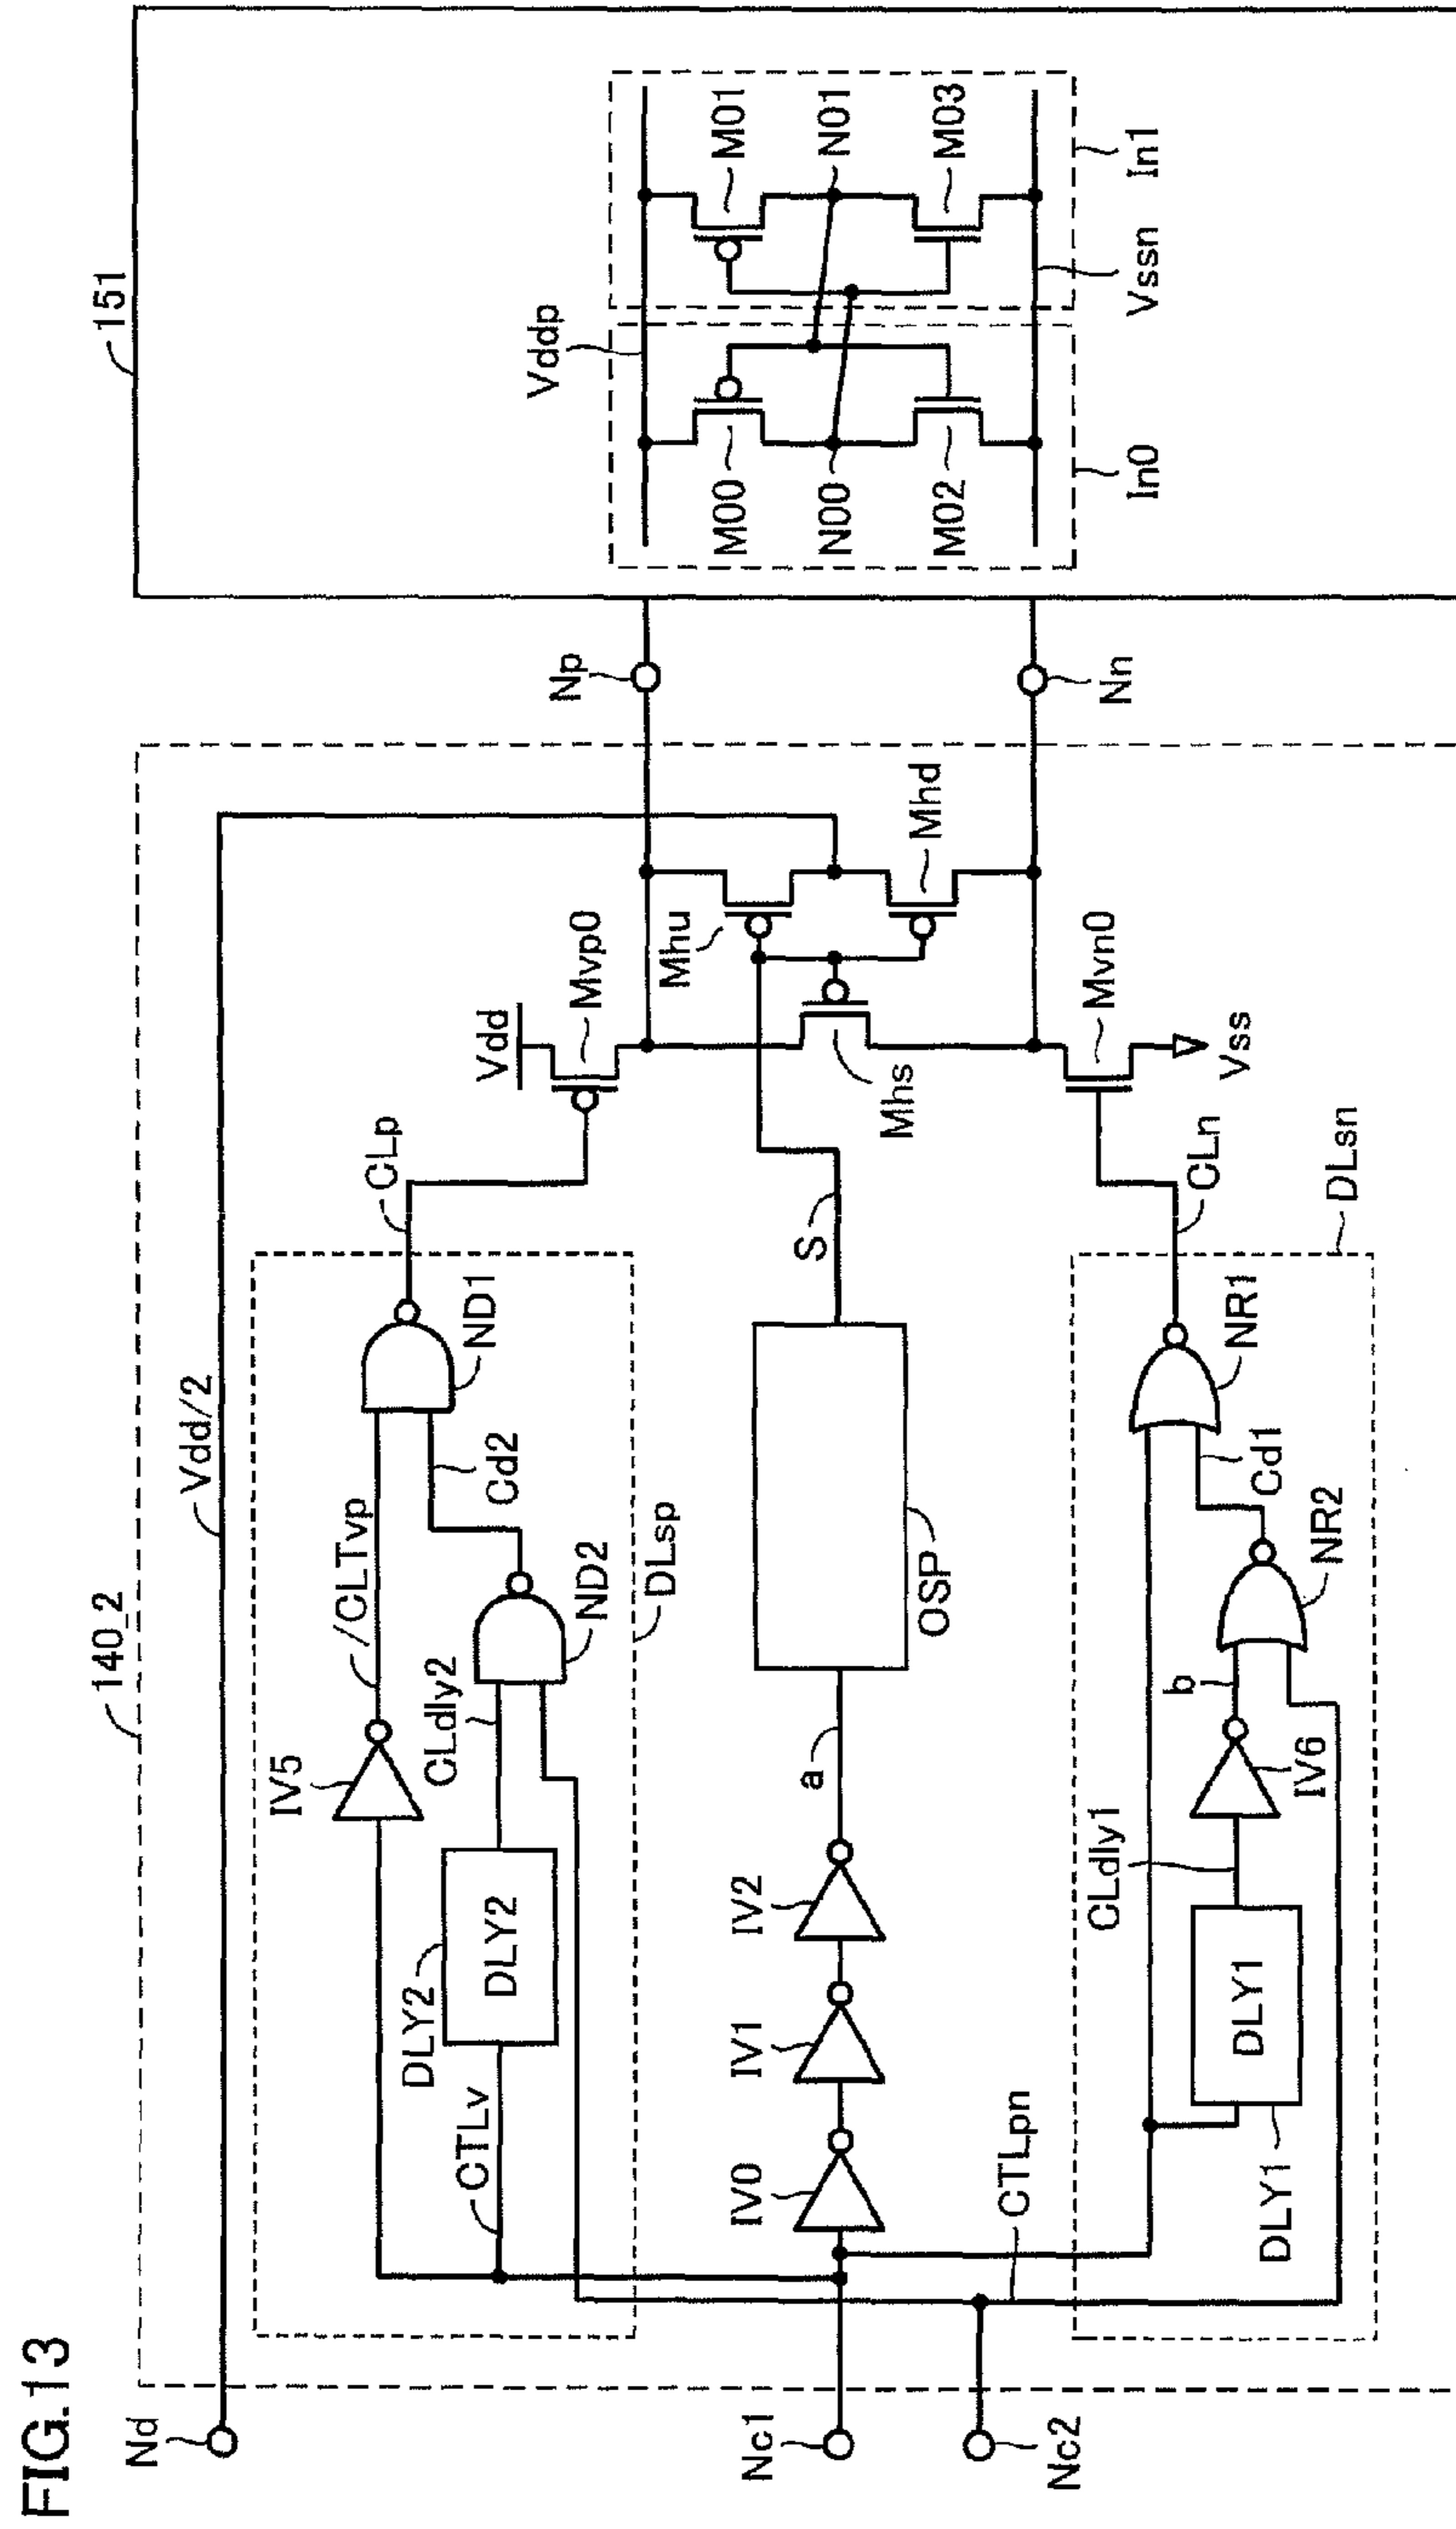 FIG.13
140_2
151
Nd
Vdd/2
IV5
/CLTvp
ND1
CLp
Vdd
Mvp0
Np
Vddp
DLY2
DLY2
CTLv
CLdly2
ND2
Cd2
DLsp
Mhu
Mhd
M00
M01
N00
N01
M02
M03
In0
In1
Vssn
Nc1
IV0
IV1
IV2
a
OSP
S
Mhs
Nn
Nc2
CTLpn
DLY1
DLY1
CLdly1
IV6
b
NR2
Cd1
NR1
CLn
DLsn
Mvn0
Vss